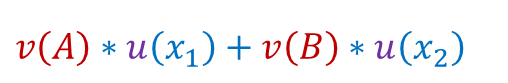 v(A) * u(x₁) + v(B) * u(x₂)